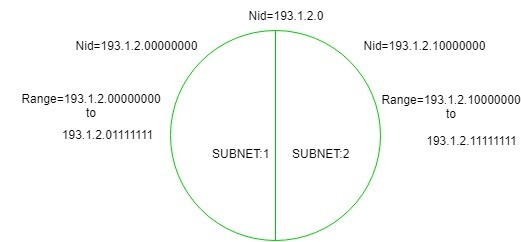 Nid=193.1.2.0
Nid=193.1.2.00000000
Nid=193.1.2.10000000
Range=193.1.2.00000000
to
193.1.2.01111111
Range=193.1.2.10000000
to
193.1.2.11111111
SUBNET:1
SUBNET:2